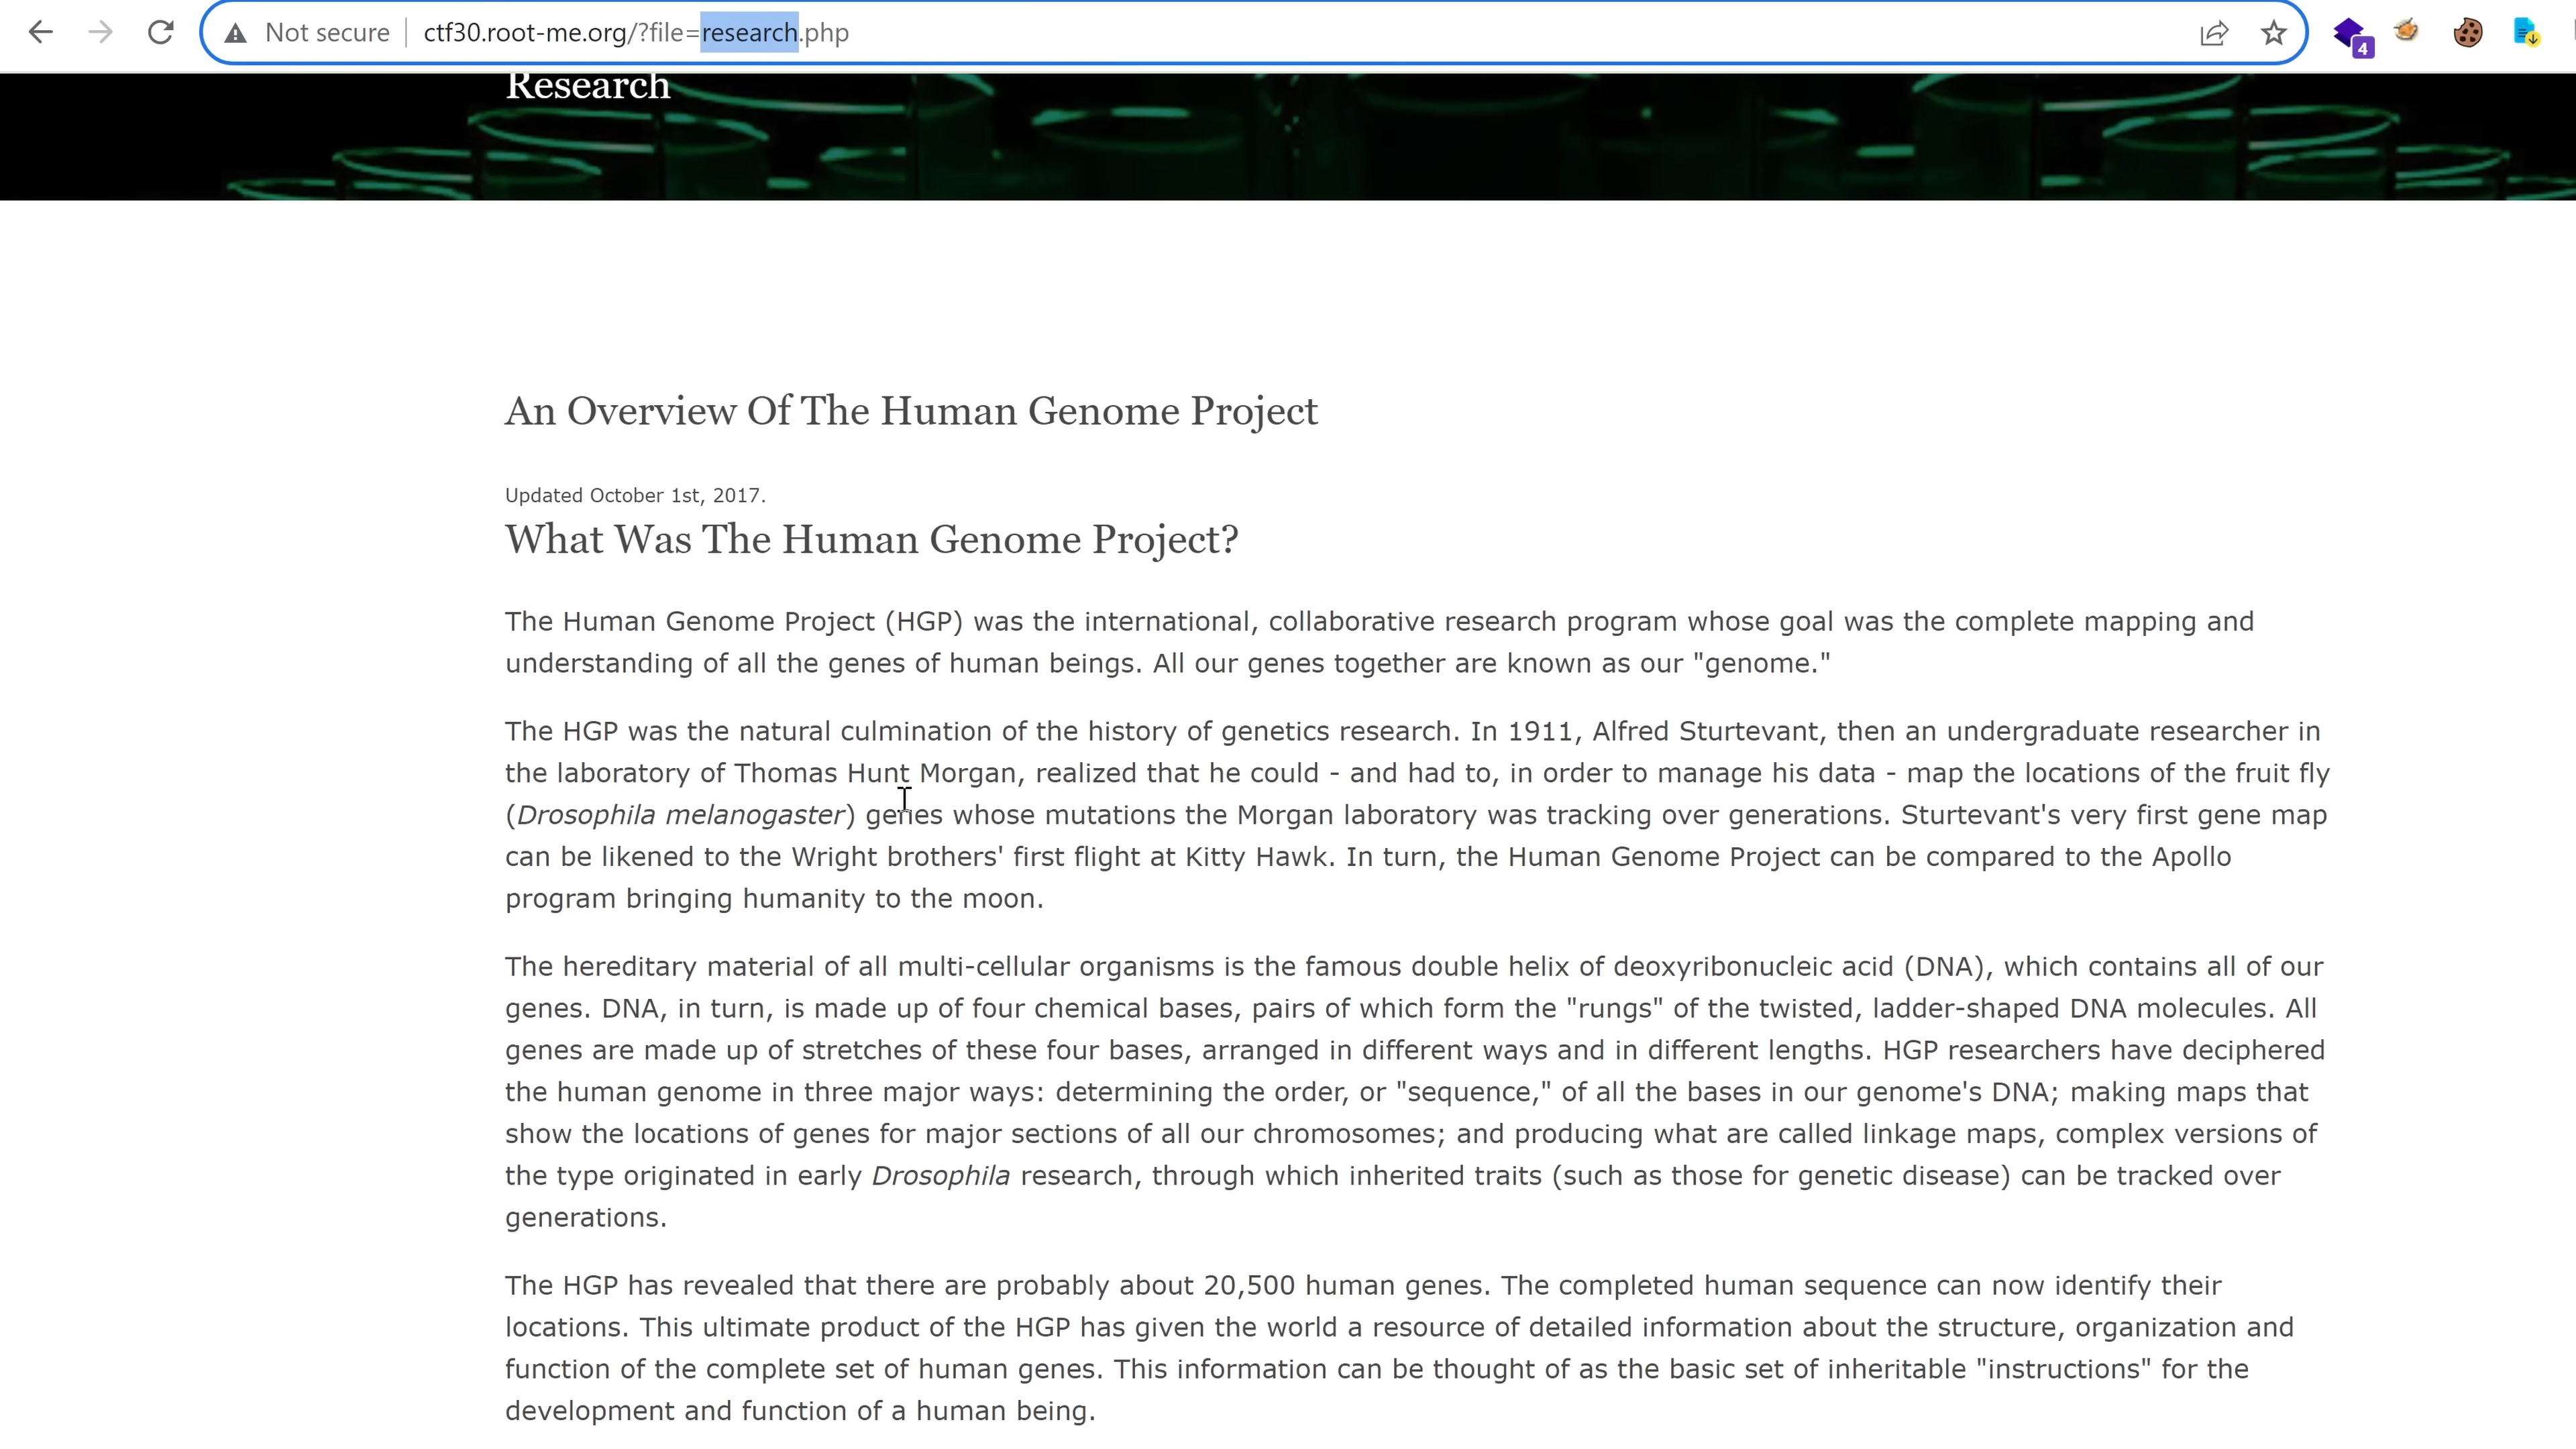 Not secure ctf30.root-me.org/?file=research.php
4
Research
An Overview Of The Human Genome Project
Updated October 1st, 2017.
What Was The Human Genome Project?
The Human Genome Project (HGP) was the international, collaborative research program whose goal was the complete mapping and
understanding of all the genes of human beings. All our genes together are known as our "genome."
The HGP was the natural culmination of the history of genetics research. In 1911, Alfred Sturtevant, then an undergraduate researcher in
the laboratory of Thomas Hunt Morgan, realized that he could - and had to, in order to manage his data - map the locations of the fruit fly
(Drosophila melanogaster) genes whose mutations the Morgan laboratory was tracking over generations. Sturtevant's very first gene map
can be likened to the Wright brothers' first flight at Kitty Hawk. In turn, the Human Genome Project can be compared to the Apollo
program bringing humanity to the moon.
The hereditary material of all multi-cellular organisms is the famous double helix of deoxyribonucleic acid (DNA), which contains all of our
genes. DNA, in turn, is made up of four chemical bases, pairs of which form the "rungs" of the twisted, ladder-shaped DNA molecules. All
genes are made up of stretches of these four bases, arranged in different ways and in different lengths. HGP researchers have deciphered
the human genome in three major ways: determining the order, or "sequence," of all the bases in our genome's DNA; making maps that
show the locations of genes for major sections of all our chromosomes; and producing what are called linkage maps, complex versions of
the type originated in early Drosophila research, through which inherited traits (such as those for genetic disease) can be tracked over
generations.
The HGP has revealed that there are probably about 20,500 human genes. The completed human sequence can now identify their
locations. This ultimate product of the HGP has given the world a resource of detailed information about the structure, organization and
function of the complete set of human genes. This information can be thought of as the basic set of inheritable "instructions" for the
development and function of a human being.